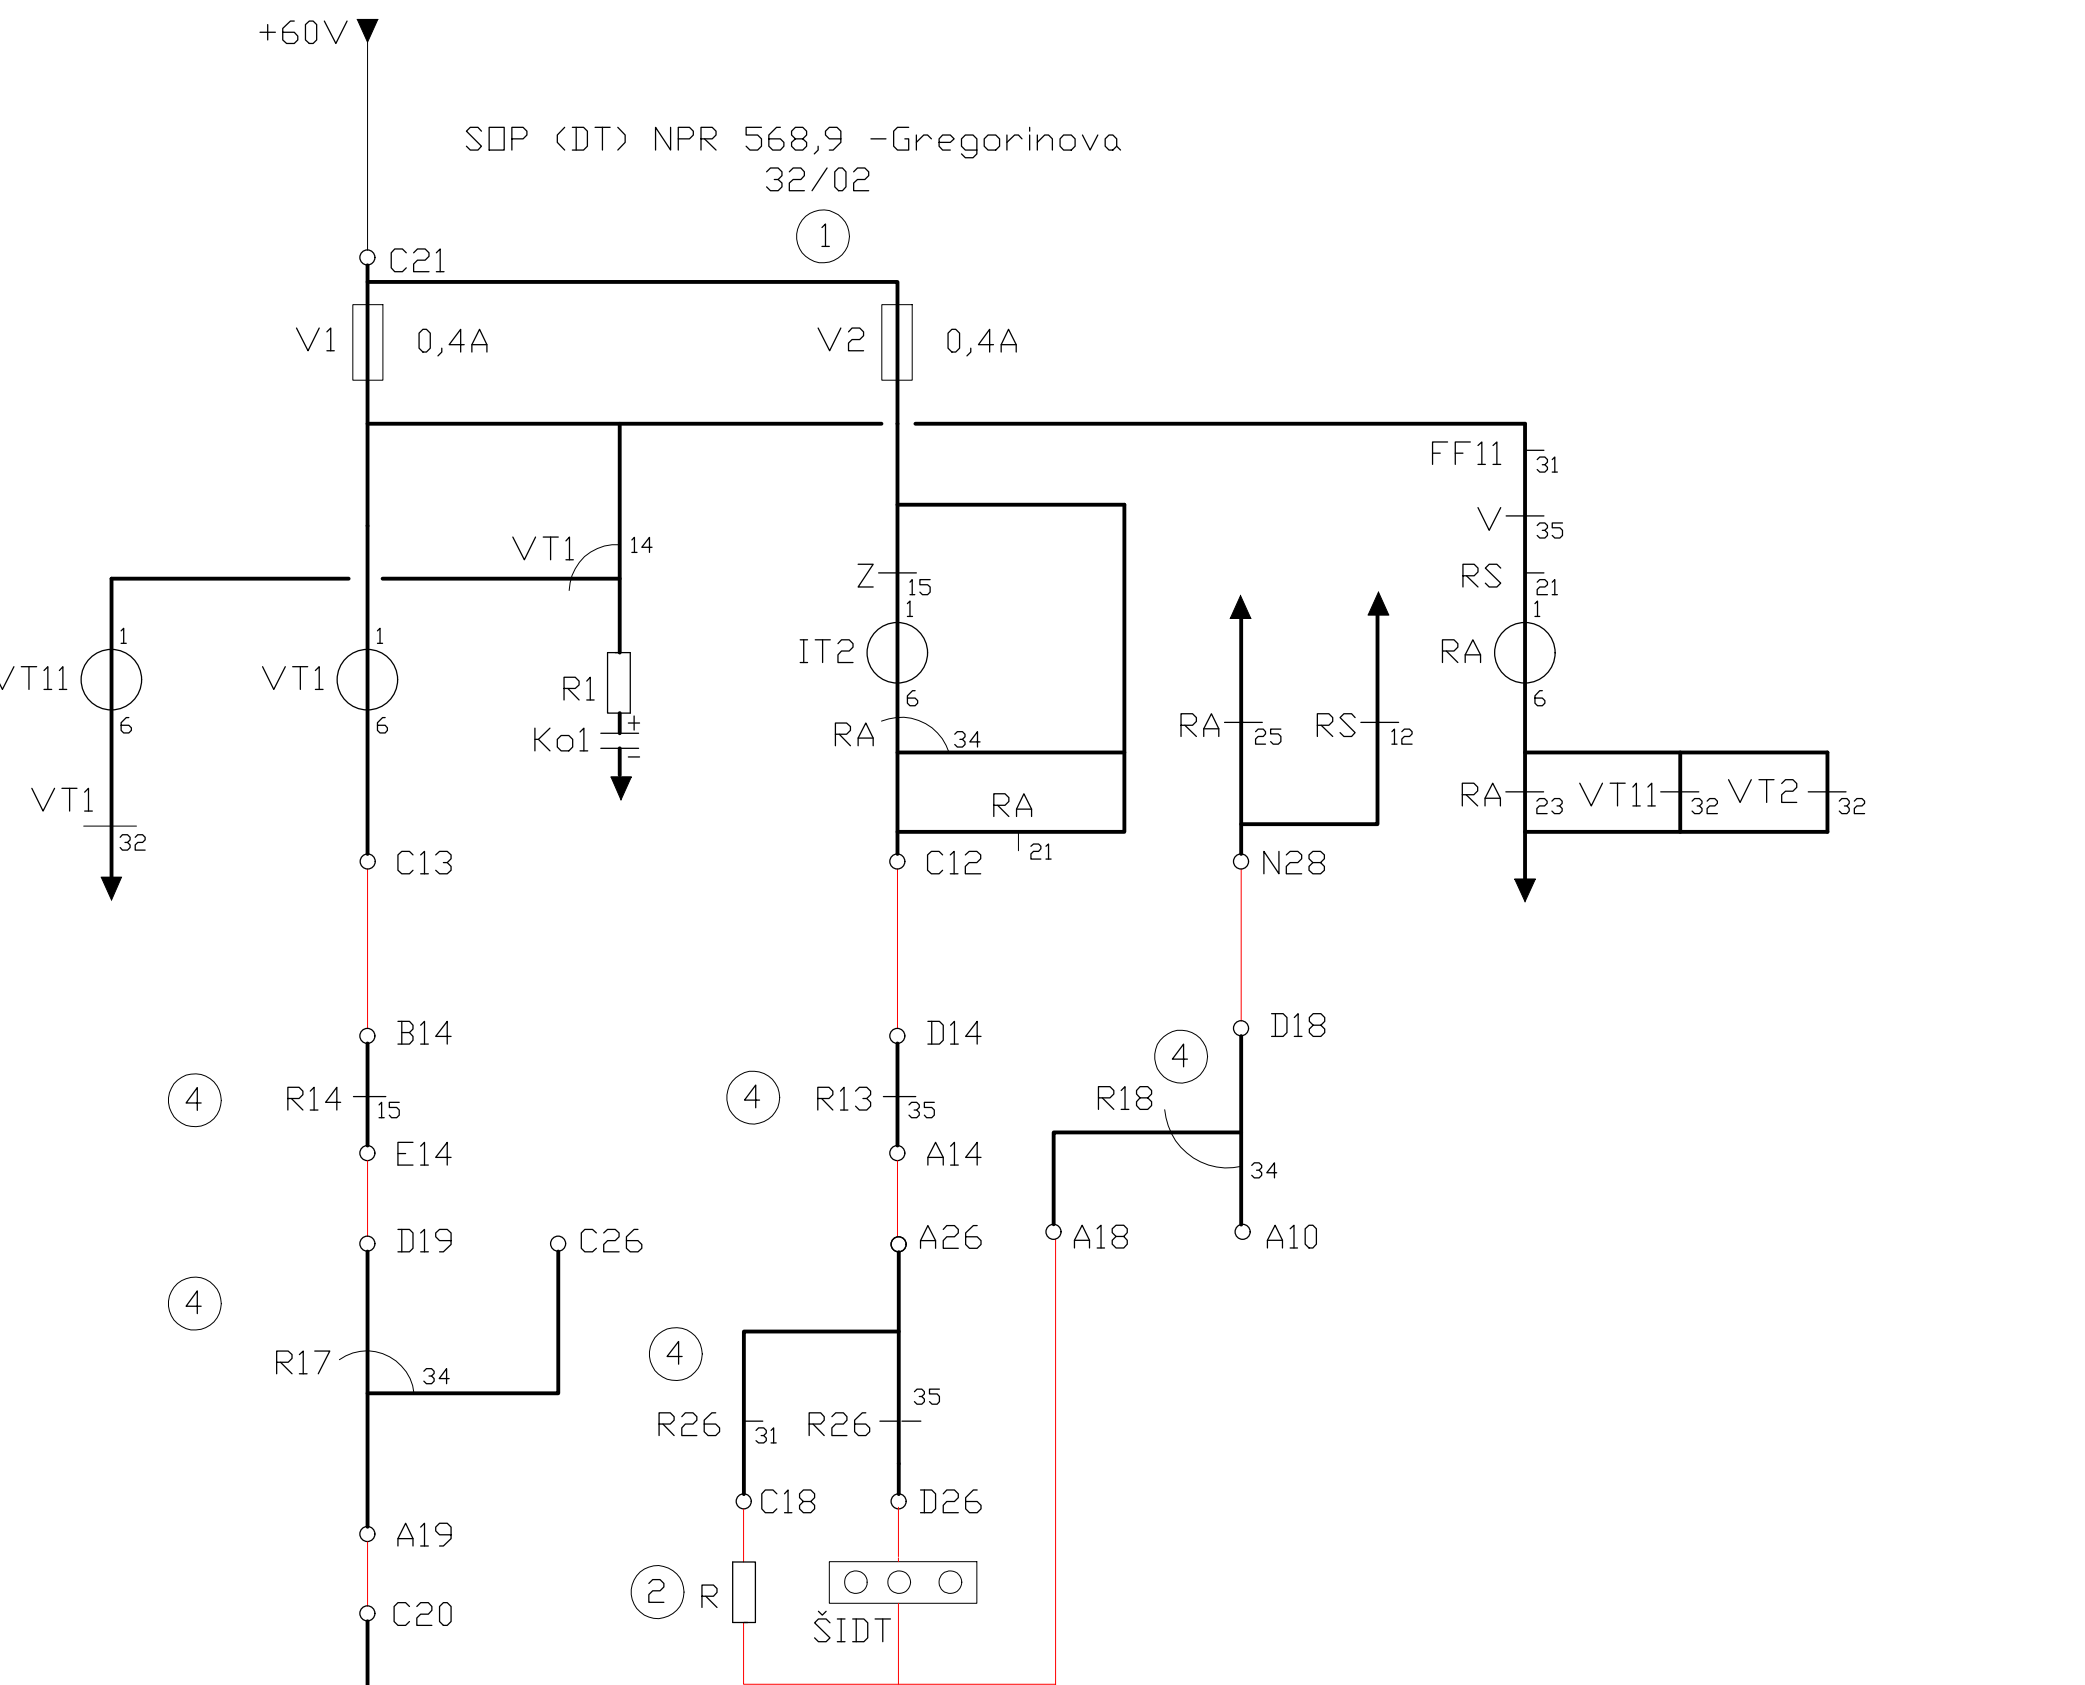 +60V
SOP (DT) NPR 568,9 -Gregorinova
32/02
1
C21
V1 0,4A V2 0,4A
FF11 31
V 35
VT1 14
Z 15
RS 21
1 1 1 1
VT11 VT1 R1 IT2 RA
6 6 6 6
+
Ko1
-
RA 34
RA 25 RS 12
VT1 32
RA 21
RA 23 VT11 32 VT2 32
C13 C12 N28
B14 D14 D18
4
4 R14 15 4 R13 35 R18
E14 A14 34
D19 C26 A26 A18 A10
4
R17 34 4
35
R26 31 R26
C18 D26
A19
2 R
C20 ŠIDT